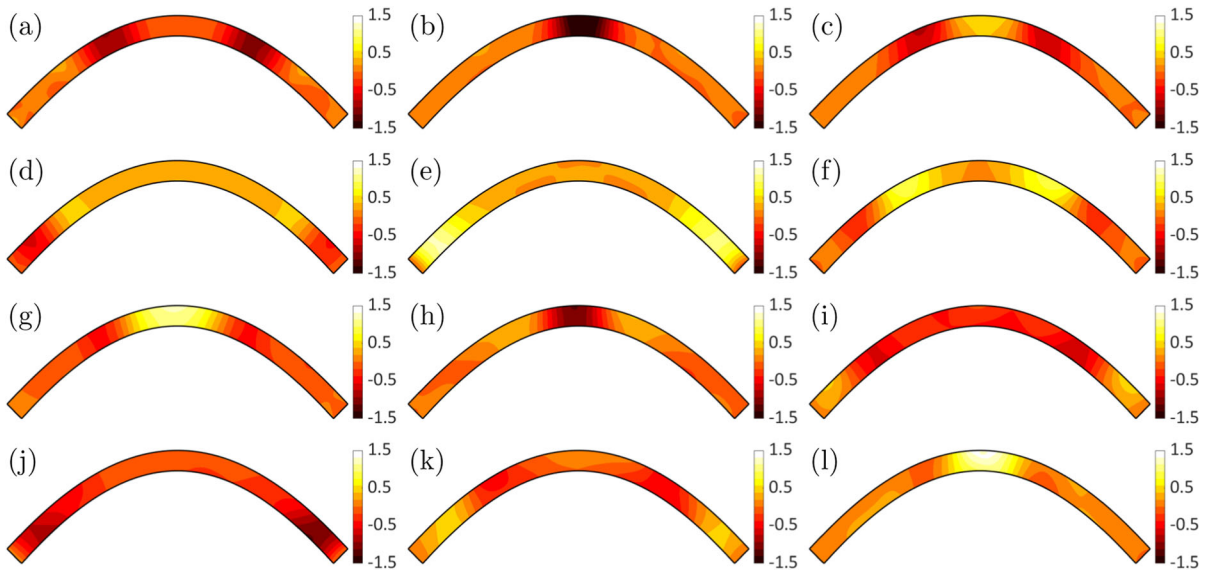 (a) 1.5 0.5 -0.5 -1.5
(b) 1.5 0.5 -0.5 -1.5
(c) 1.5 0.5 -0.5 -1.5
(d) 1.5 0.5 -0.5 -1.5
(e) 1.5 0.5 -0.5 -1.5
(f) 1.5 0.5 -0.5 -1.5
(g) 1.5 0.5 -0.5 -1.5
(h) 1.5 0.5 -0.5 -1.5
(i) 1.5 0.5 -0.5 -1.5
(j) 1.5 0.5 -0.5 -1.5
(k) 1.5 0.5 -0.5 -1.5
(l) 1.5 0.5 -0.5 -1.5